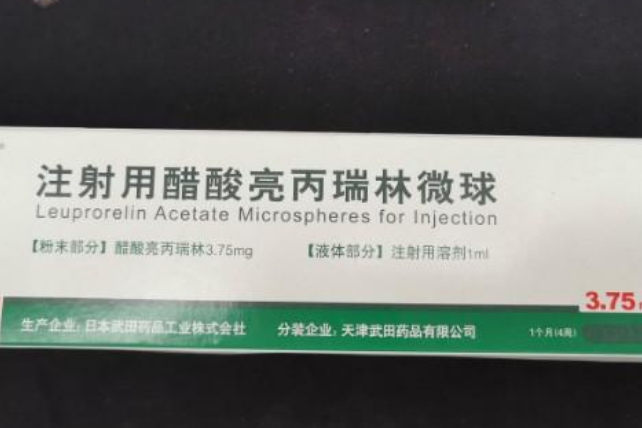 注射用醋酸亮丙瑞林微球
Leuprorelin Acetate Microspheres for Injection
【粉末部分】醋酸亮丙瑞林3.75mg 【液体部分】注射用溶剂1ml
3.75
生产企业：日本武田药品工业株式会社 分装企业：天津武田药品有限公司 1个月(4周)